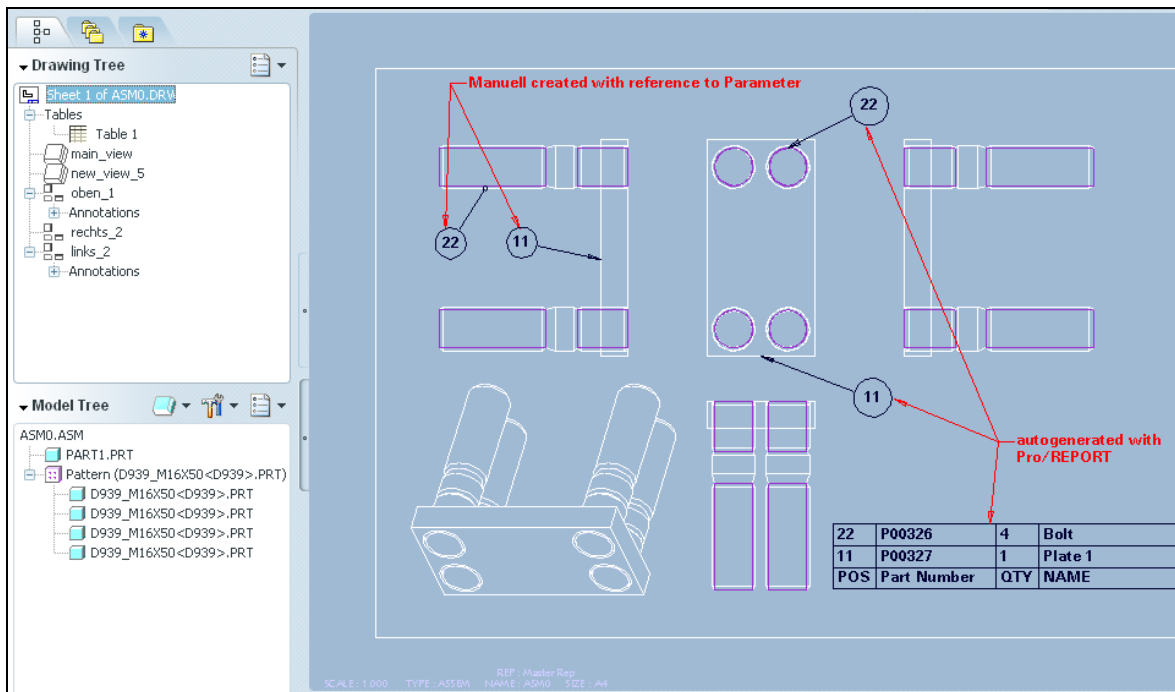 Drawing Tree
Sheet 1 of ASM0.DRW
Tables
Table 1
main_view
new_view_5
oben_1
Annotations
rechts_2
links_2
Annotations
Model Tree
ASM0.ASM
PART1.PRT
Pattern (D939_M16X50<D939>.PRT)
D939_M16X50<D939>.PRT
D939_M16X50<D939>.PRT
D939_M16X50<D939>.PRT
D939_M16X50<D939>.PRT
Manuell created with reference to Parameter
22
22
11
11
autogenerated with
Pro/REPORT
22 P00326 4 Bolt
11 P00327 1 Plate 1
POS Part Number QTY NAME
REP : Master Rep
SCALE : 1.000 TYPE : ASSEM NAME : ASM0 SIZE : A4